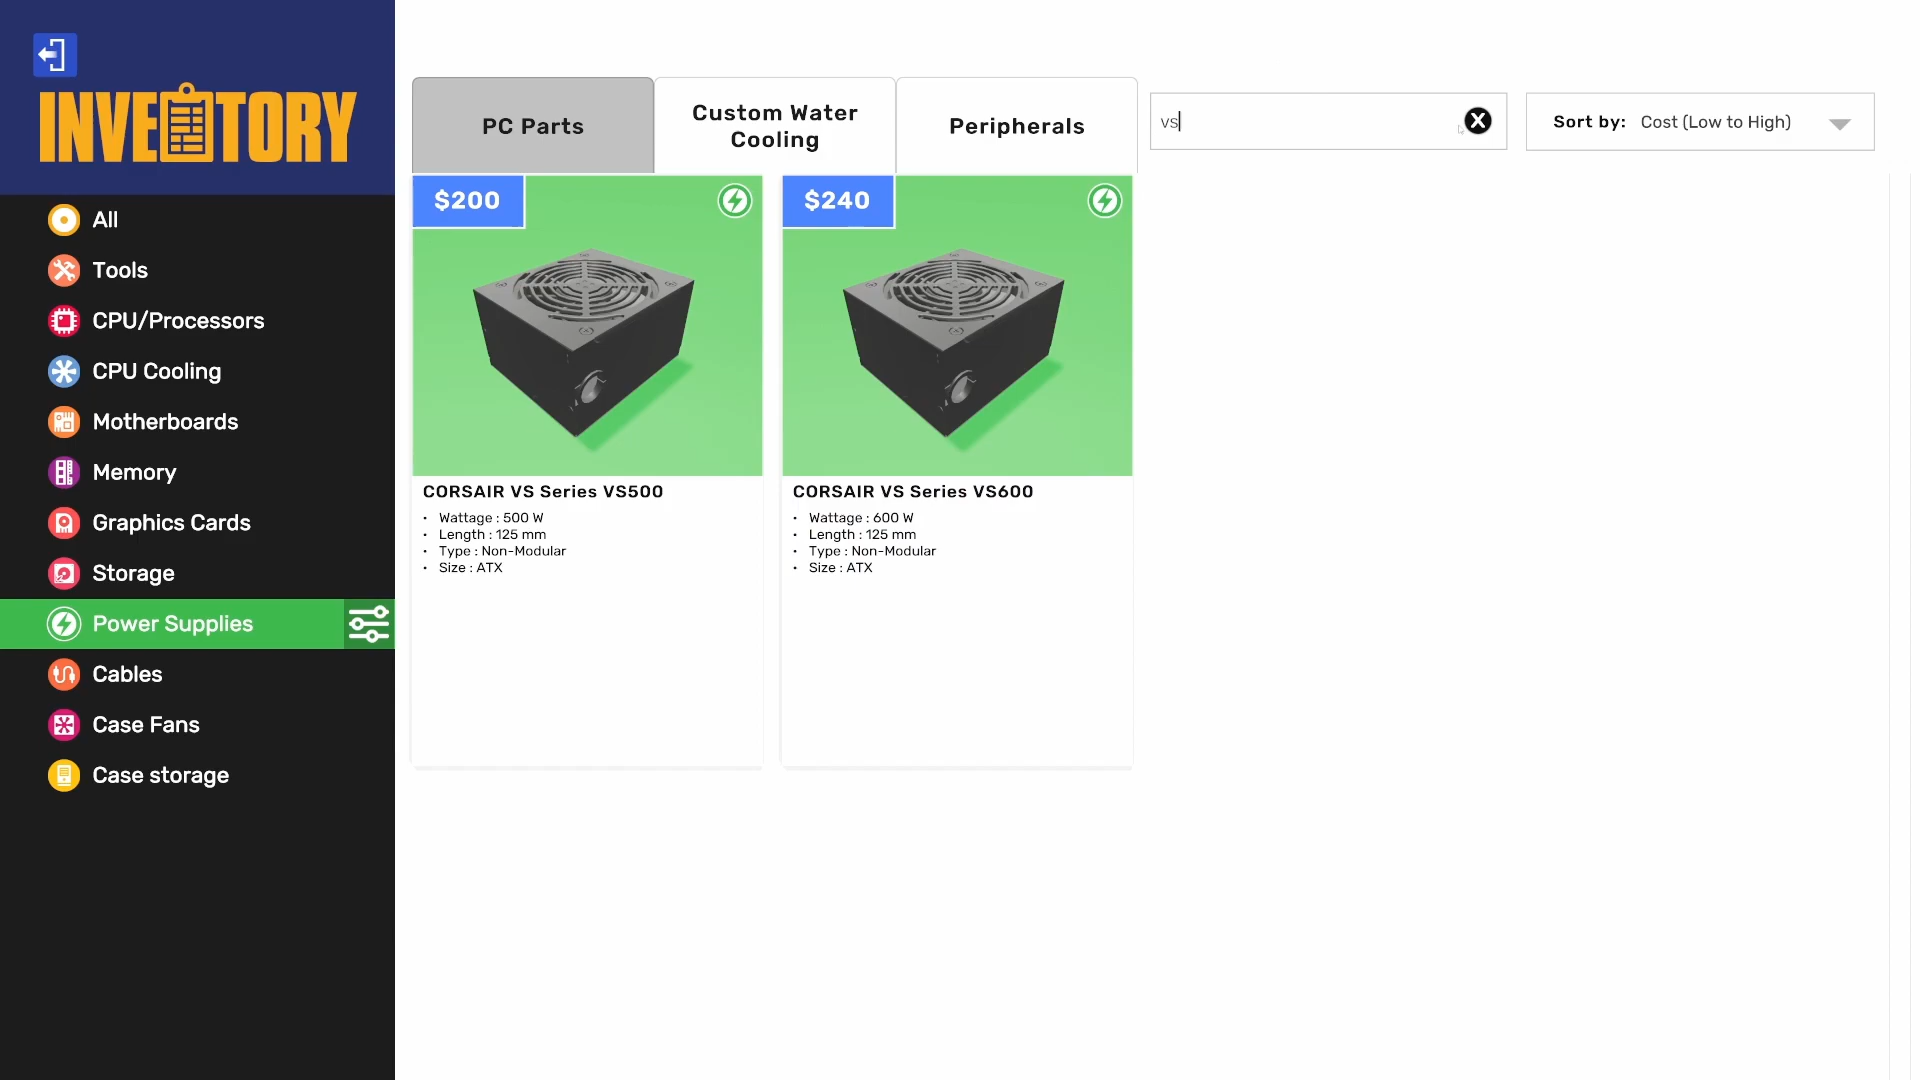 INVENTORY
All
Tools
CPU/Processors
CPU Cooling
Motherboards
Memory
Graphics Cards
Storage
Power Supplies
Cables
Case Fans
Case storage
PC Parts
Custom Water
Cooling
Peripherals
vs
X
Sort by: Cost (Low to High)
$200
CORSAIR VS Series VS500
• Wattage : 500 W
• Length : 125 mm
• Type : Non-Modular
• Size : ATX
$240
CORSAIR VS Series VS600
• Wattage : 600 W
• Length : 125 mm
• Type : Non-Modular
• Size : ATX